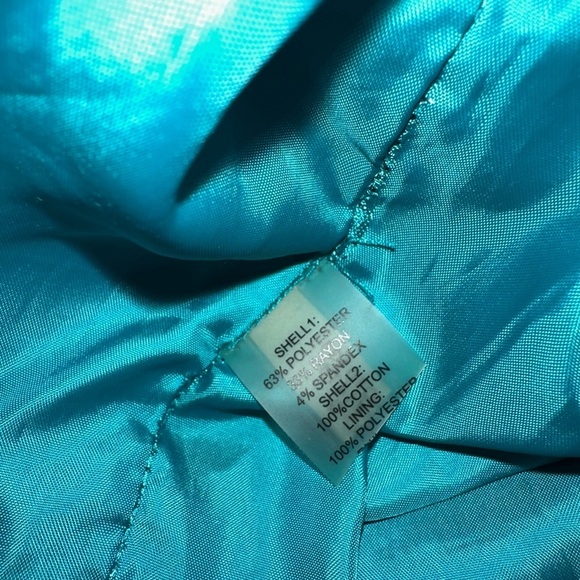 SHELL1:
63% POLYESTER
33% RAYON
4% SPANDEX
SHELL2:
100%COTTON
LINING:
100% POLYESTER